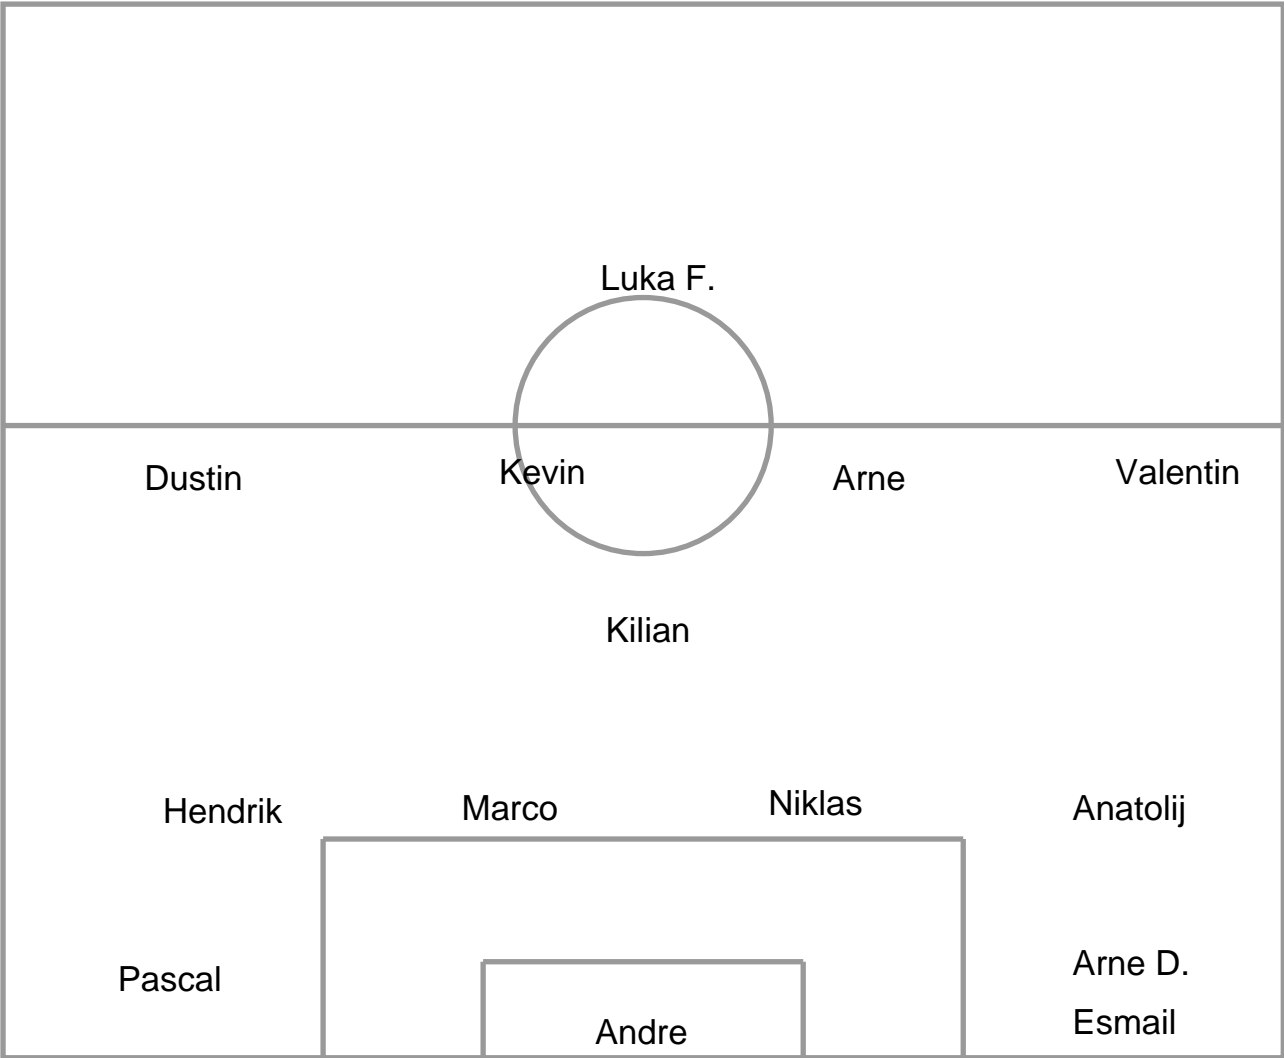 Luka F.
Dustin Kevin Arne Valentin
Kilian
Hendrik Marco Niklas Anatolij
Pascal Arne D.
Esmail
Andre